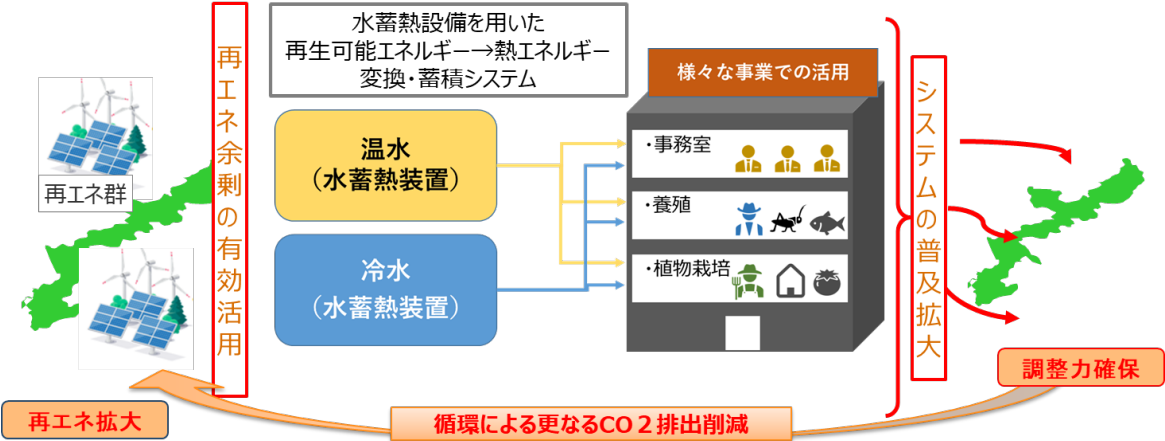 水蓄熱設備を用いた
再生可能エネルギー→熱エネルギー
変換・蓄積システム
再エネ群
再エネ余剰の有効活用
温水
（水蓄熱装置）
冷水
（水蓄熱装置）
様々な事業での活用
・事務室
・養殖
・植物栽培
システムの普及拡大
調整力確保
循環による更なるCO２排出削減
再エネ拡大